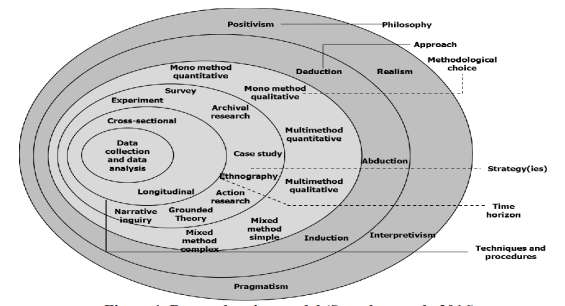 Positivism
Philosophy
Approach
Mono method
quantitative
Deduction
Realism
Methodological
choice
Survey
Mono method
qualitative
Experiment
Archival
research
Cross-sectional
Multimethod
quantitative
Data
collection
and data
analysis
Case study
Abduction
Strategy(ies)
Ethnography
Multimethod
qualitative
Longitudinal
Action
research
Time
horizon
Narrative
inquiry
Grounded
Theory
Mixed
method
simple
Mixed
method
complex
Induction
Interpretivism
Techniques and
procedures
Pragmatism